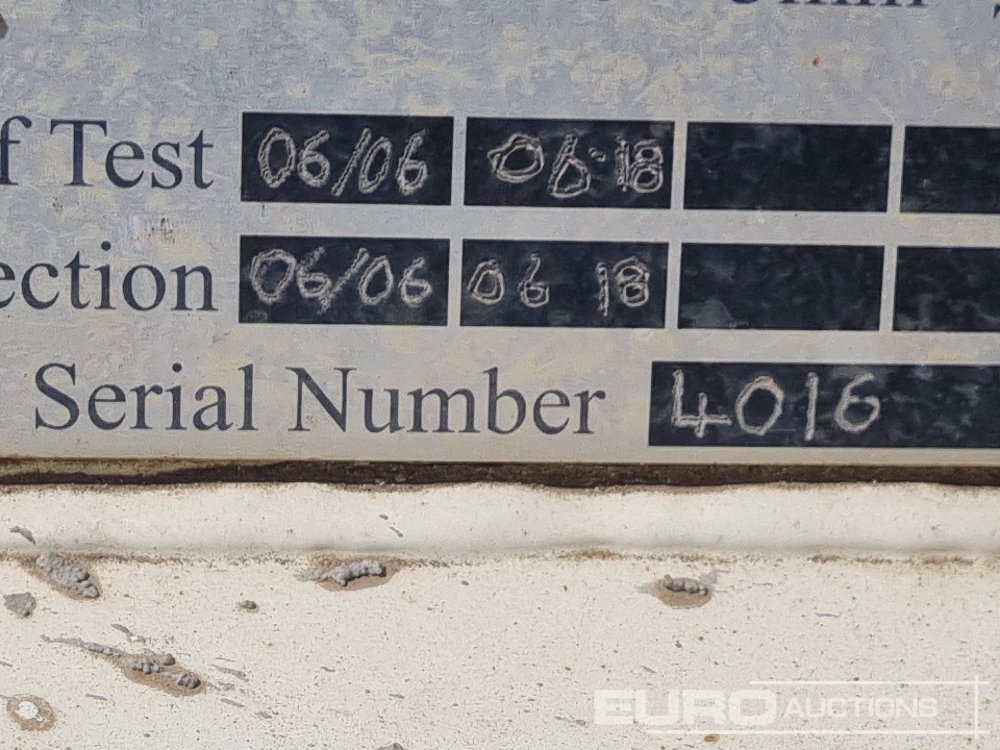 f Test 06/06 06·18
ection 06/06 06 18
Serial Number 4016
EURO AUCTIONS